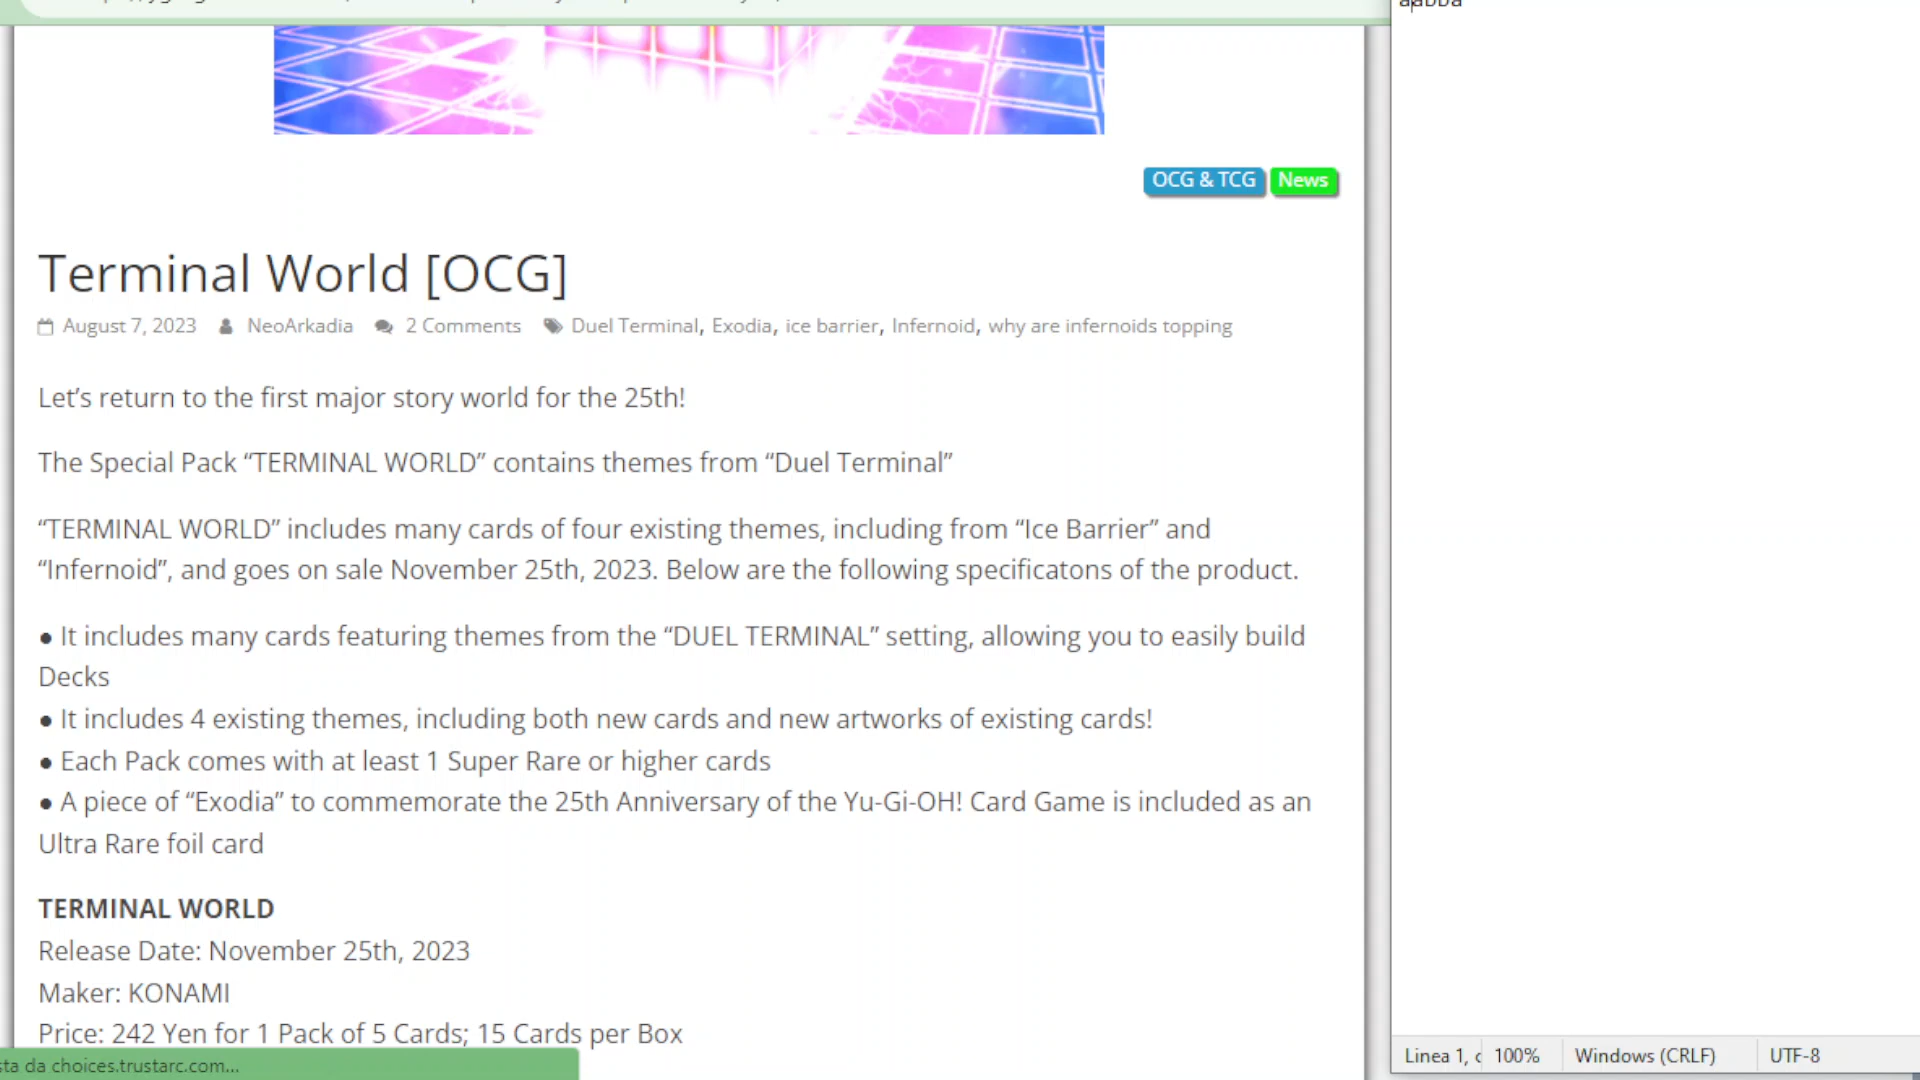 OCG & TCG News
Terminal World [OCG]
August 7, 2023 NeoArkadia 2 Comments Duel Terminal, Exodia, ice barrier, Infernoid, why are infernoids topping
Let’s return to the first major story world for the 25th!
The Special Pack “TERMINAL WORLD” contains themes from “Duel Terminal”
“TERMINAL WORLD” includes many cards of four existing themes, including from “Ice Barrier” and
“Infernoid”, and goes on sale November 25th, 2023. Below are the following specificatons of the product.
● It includes many cards featuring themes from the “DUEL TERMINAL” setting, allowing you to easily build
Decks
● It includes 4 existing themes, including both new cards and new artworks of existing cards!
● Each Pack comes with at least 1 Super Rare or higher cards
● A piece of “Exodia” to commemorate the 25th Anniversary of the Yu-Gi-OH! Card Game is included as an
Ultra Rare foil card
TERMINAL WORLD
Release Date: November 25th, 2023
Maker: KONAMI
Price: 242 Yen for 1 Pack of 5 Cards; 15 Cards per Box
sta da choices.trustarc.com...
Linea 1, c 100% Windows (CRLF) UTF-8